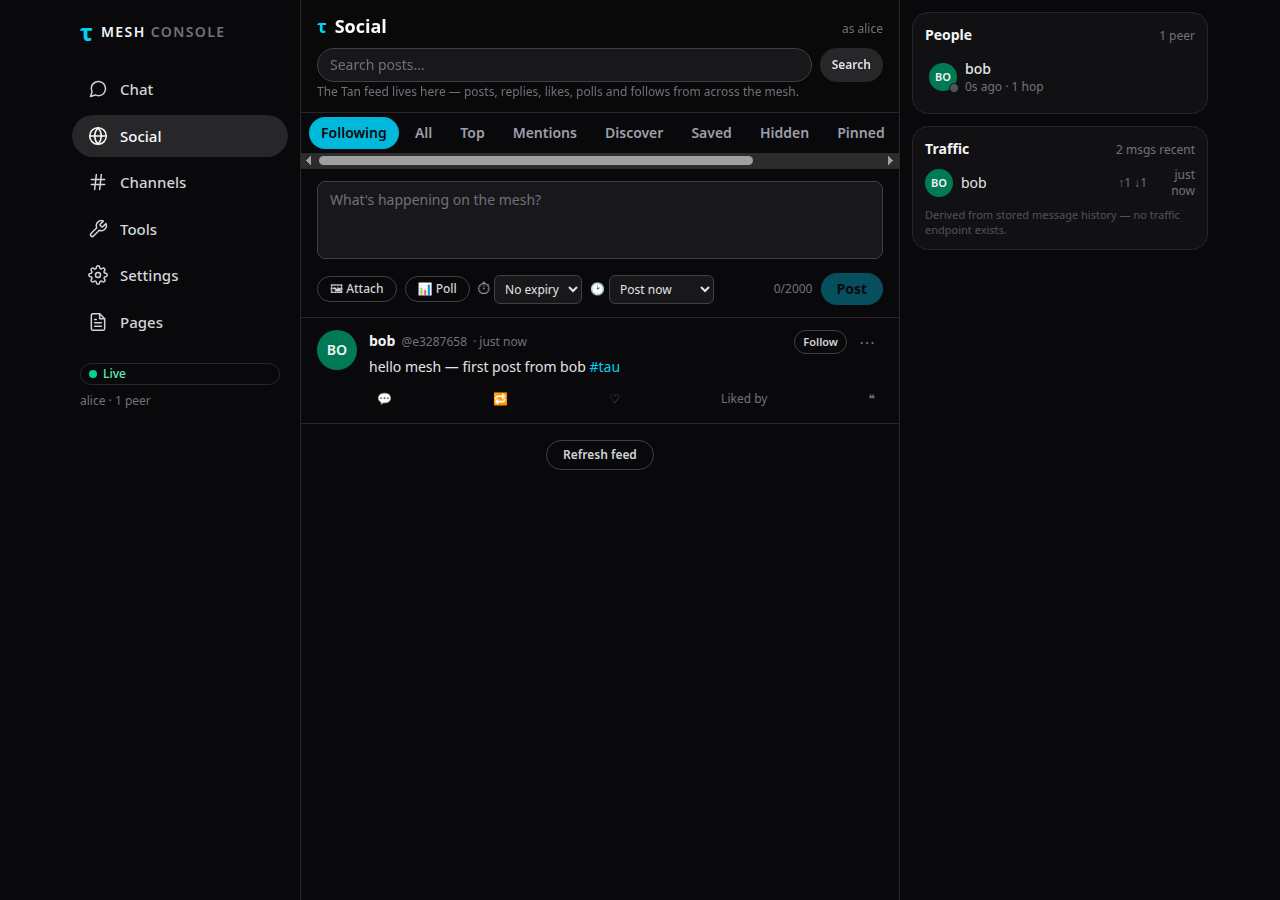 τ MESH CONSOLE
Chat
Social
Channels
Tools
Settings
Pages
Live
alice · 1 peer
τ Social
as alice
Search posts...
Search
The Tan feed lives here — posts, replies, likes, polls and follows from across the mesh.
Following All Top Mentions Discover Saved Hidden Pinned
What's happening on the mesh?
Attach Poll No expiry Post now 0/2000 Post
BO bob @e3287658 · just now Follow ...
hello mesh — first post from bob #tau
Liked by ❝
Refresh feed
People 1 peer
BO bob
0s ago · 1 hop
Traffic 2 msgs recent
BO bob ↑1 ↓1 just
now
Derived from stored message history — no traffic
endpoint exists.